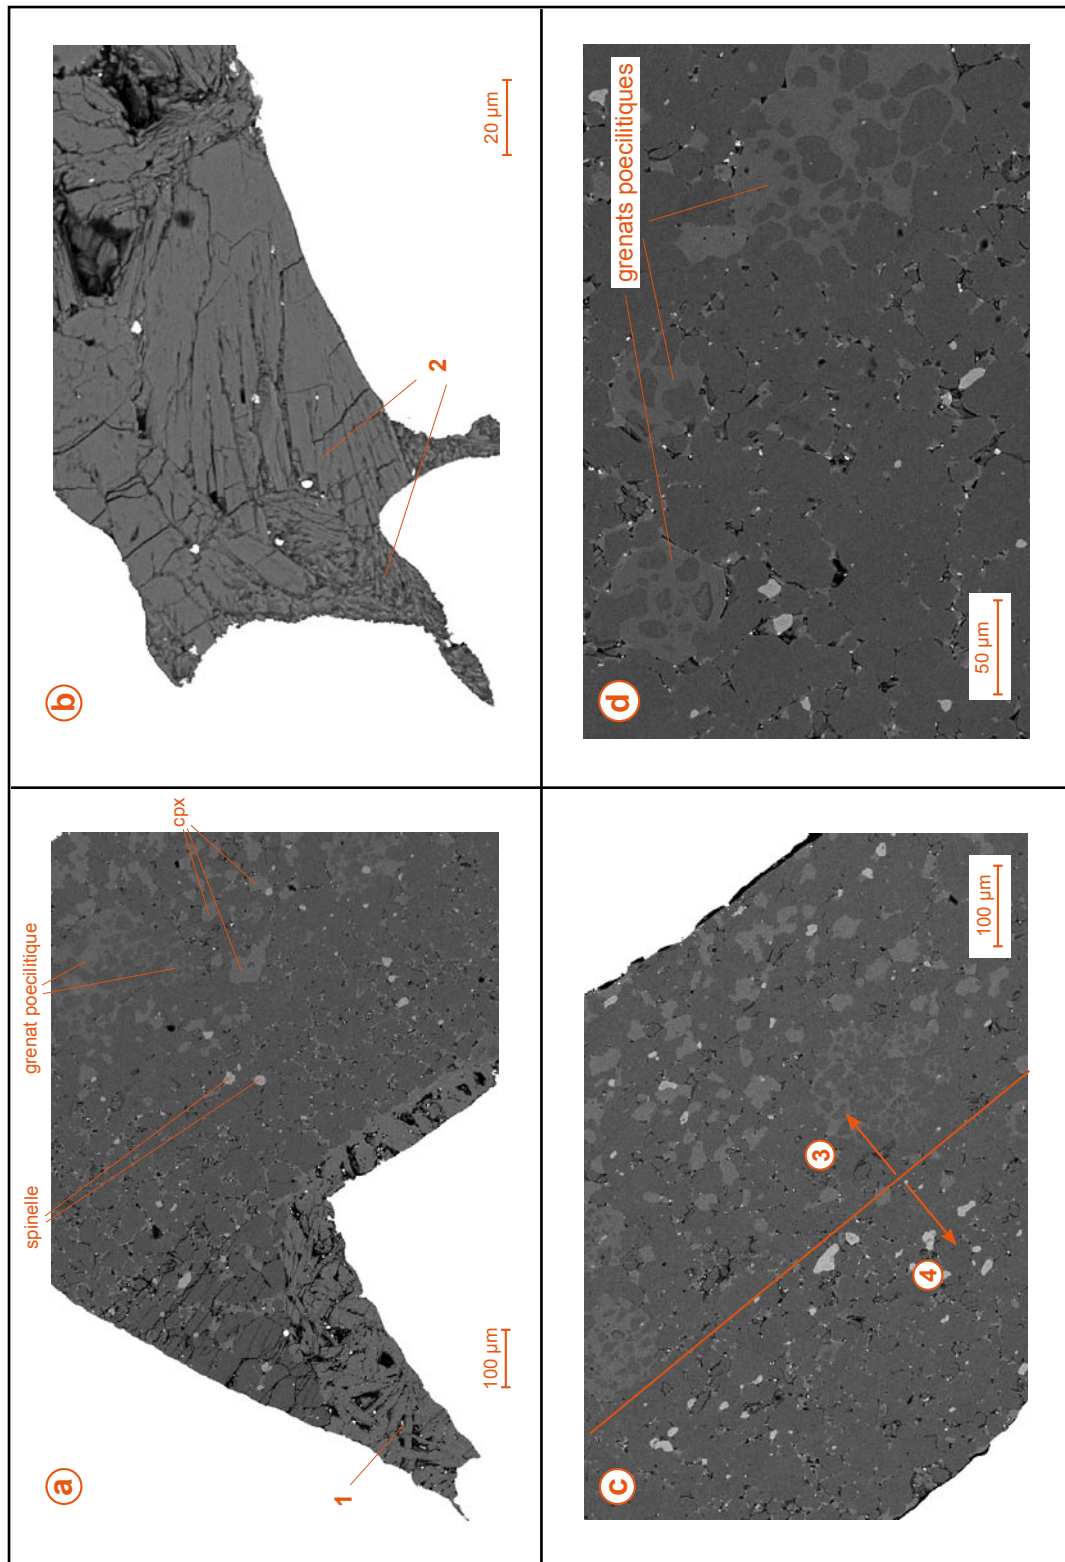 a
spinelle
grenat poecilitique
cpx
1
100 µm
b
2
20 µm
c
3
4
100 µm
d
grenats poecilitiques
50 µm